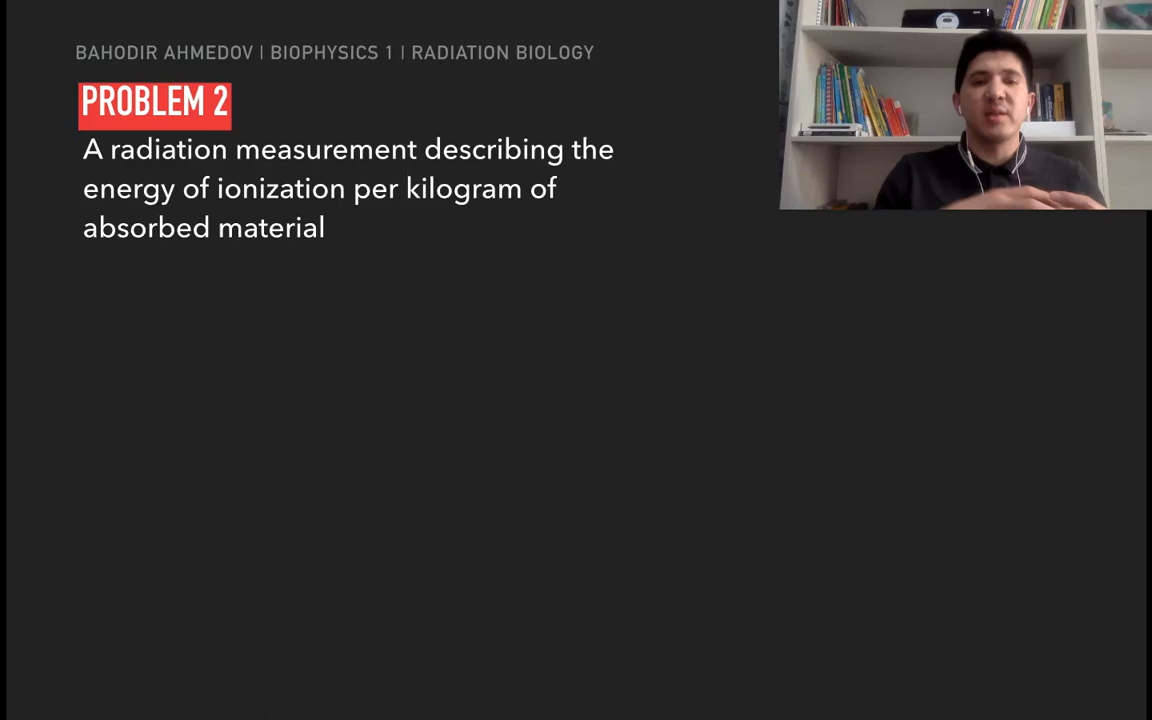 BAHODIR AHMEDOV | BIOPHYSICS 1 | RADIATION BIOLOGY
PROBLEM 2
A radiation measurement describing the
energy of ionization per kilogram of
absorbed material